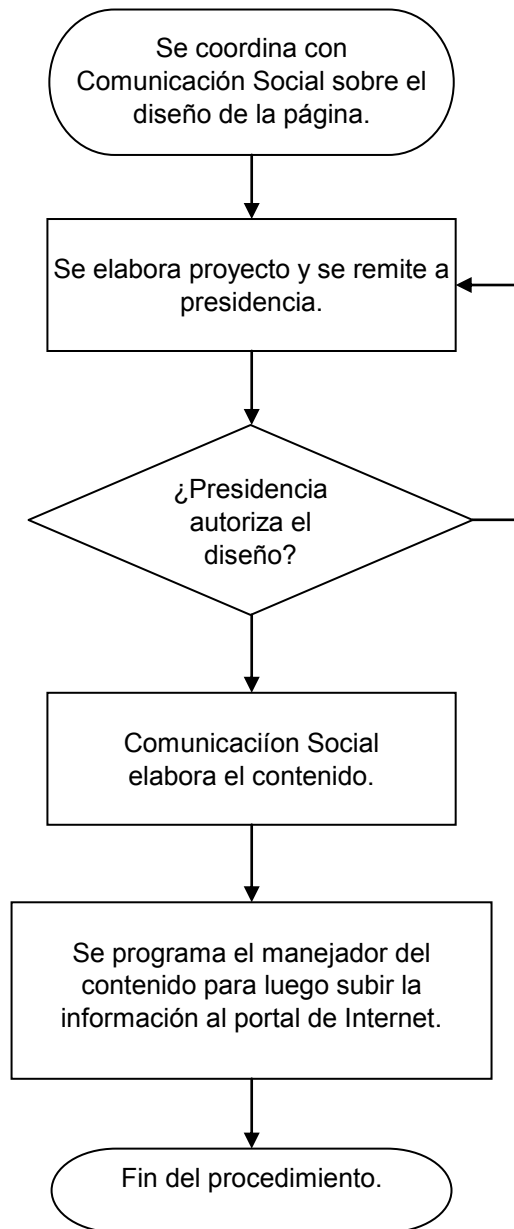 Se coordina con
Comunicación Social sobre el
diseño de la página.
Se elabora proyecto y se remite a
presidencia.
¿Presidencia
autoriza el
diseño?
Comunicaciíon Social
elabora el contenido.
Se programa el manejador del
contenido para luego subir la
información al portal de Internet.
Fin del procedimiento.